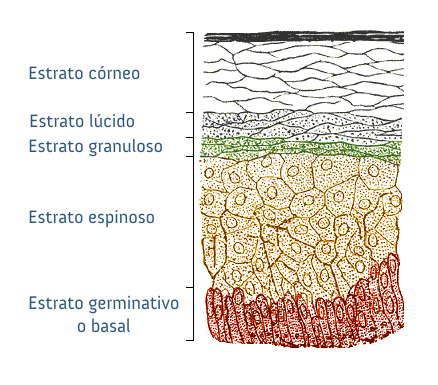 Estrato córneo
Estrato lúcido
Estrato granuloso
Estrato espinoso
Estrato germinativo
o basal